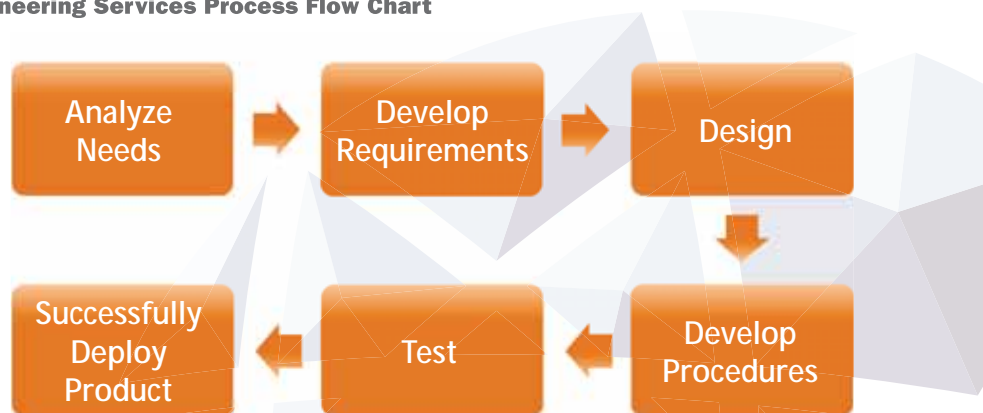 neering Services Process Flow Chart
Analyze
Needs
Develop
Requirements
Design
Develop
Procedures
Test
Successfully
Deploy
Product